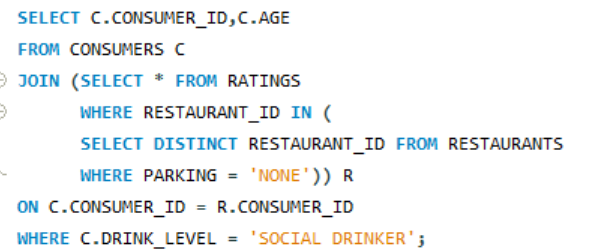 SELECT C.CONSUMER_ID,C.AGE
FROM CONSUMERS C
JOIN (SELECT * FROM RATINGS
WHERE RESTAURANT_ID IN (
SELECT DISTINCT RESTAURANT_ID FROM RESTAURANTS
WHERE PARKING = 'NONE')) R
ON C.CONSUMER_ID = R.CONSUMER_ID
WHERE C.DRINK_LEVEL = 'SOCIAL DRINKER';